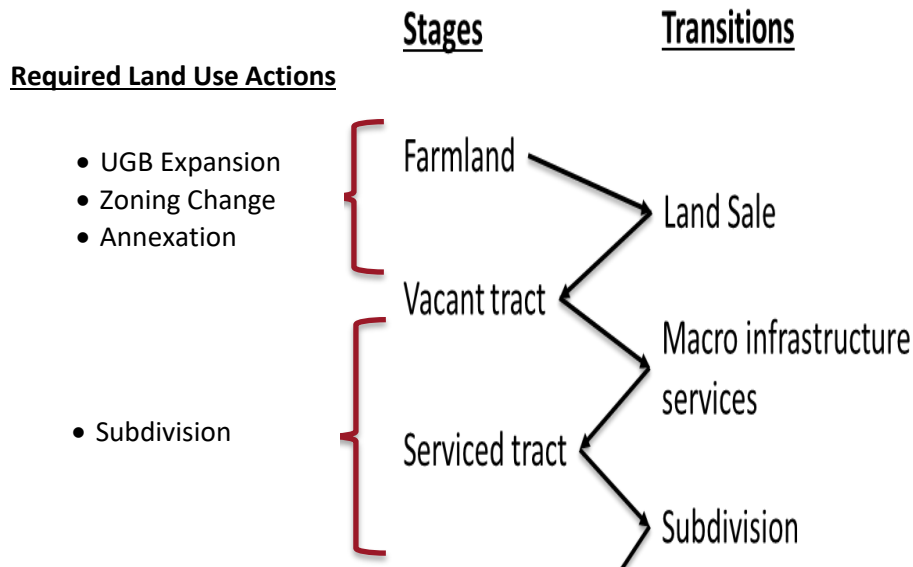 Stages
Transitions
Required Land Use Actions
• UGB Expansion
• Zoning Change
• Annexation
Farmland
Land Sale
Vacant tract
Macro infrastructure
services
• Subdivision
Serviced tract
Subdivision